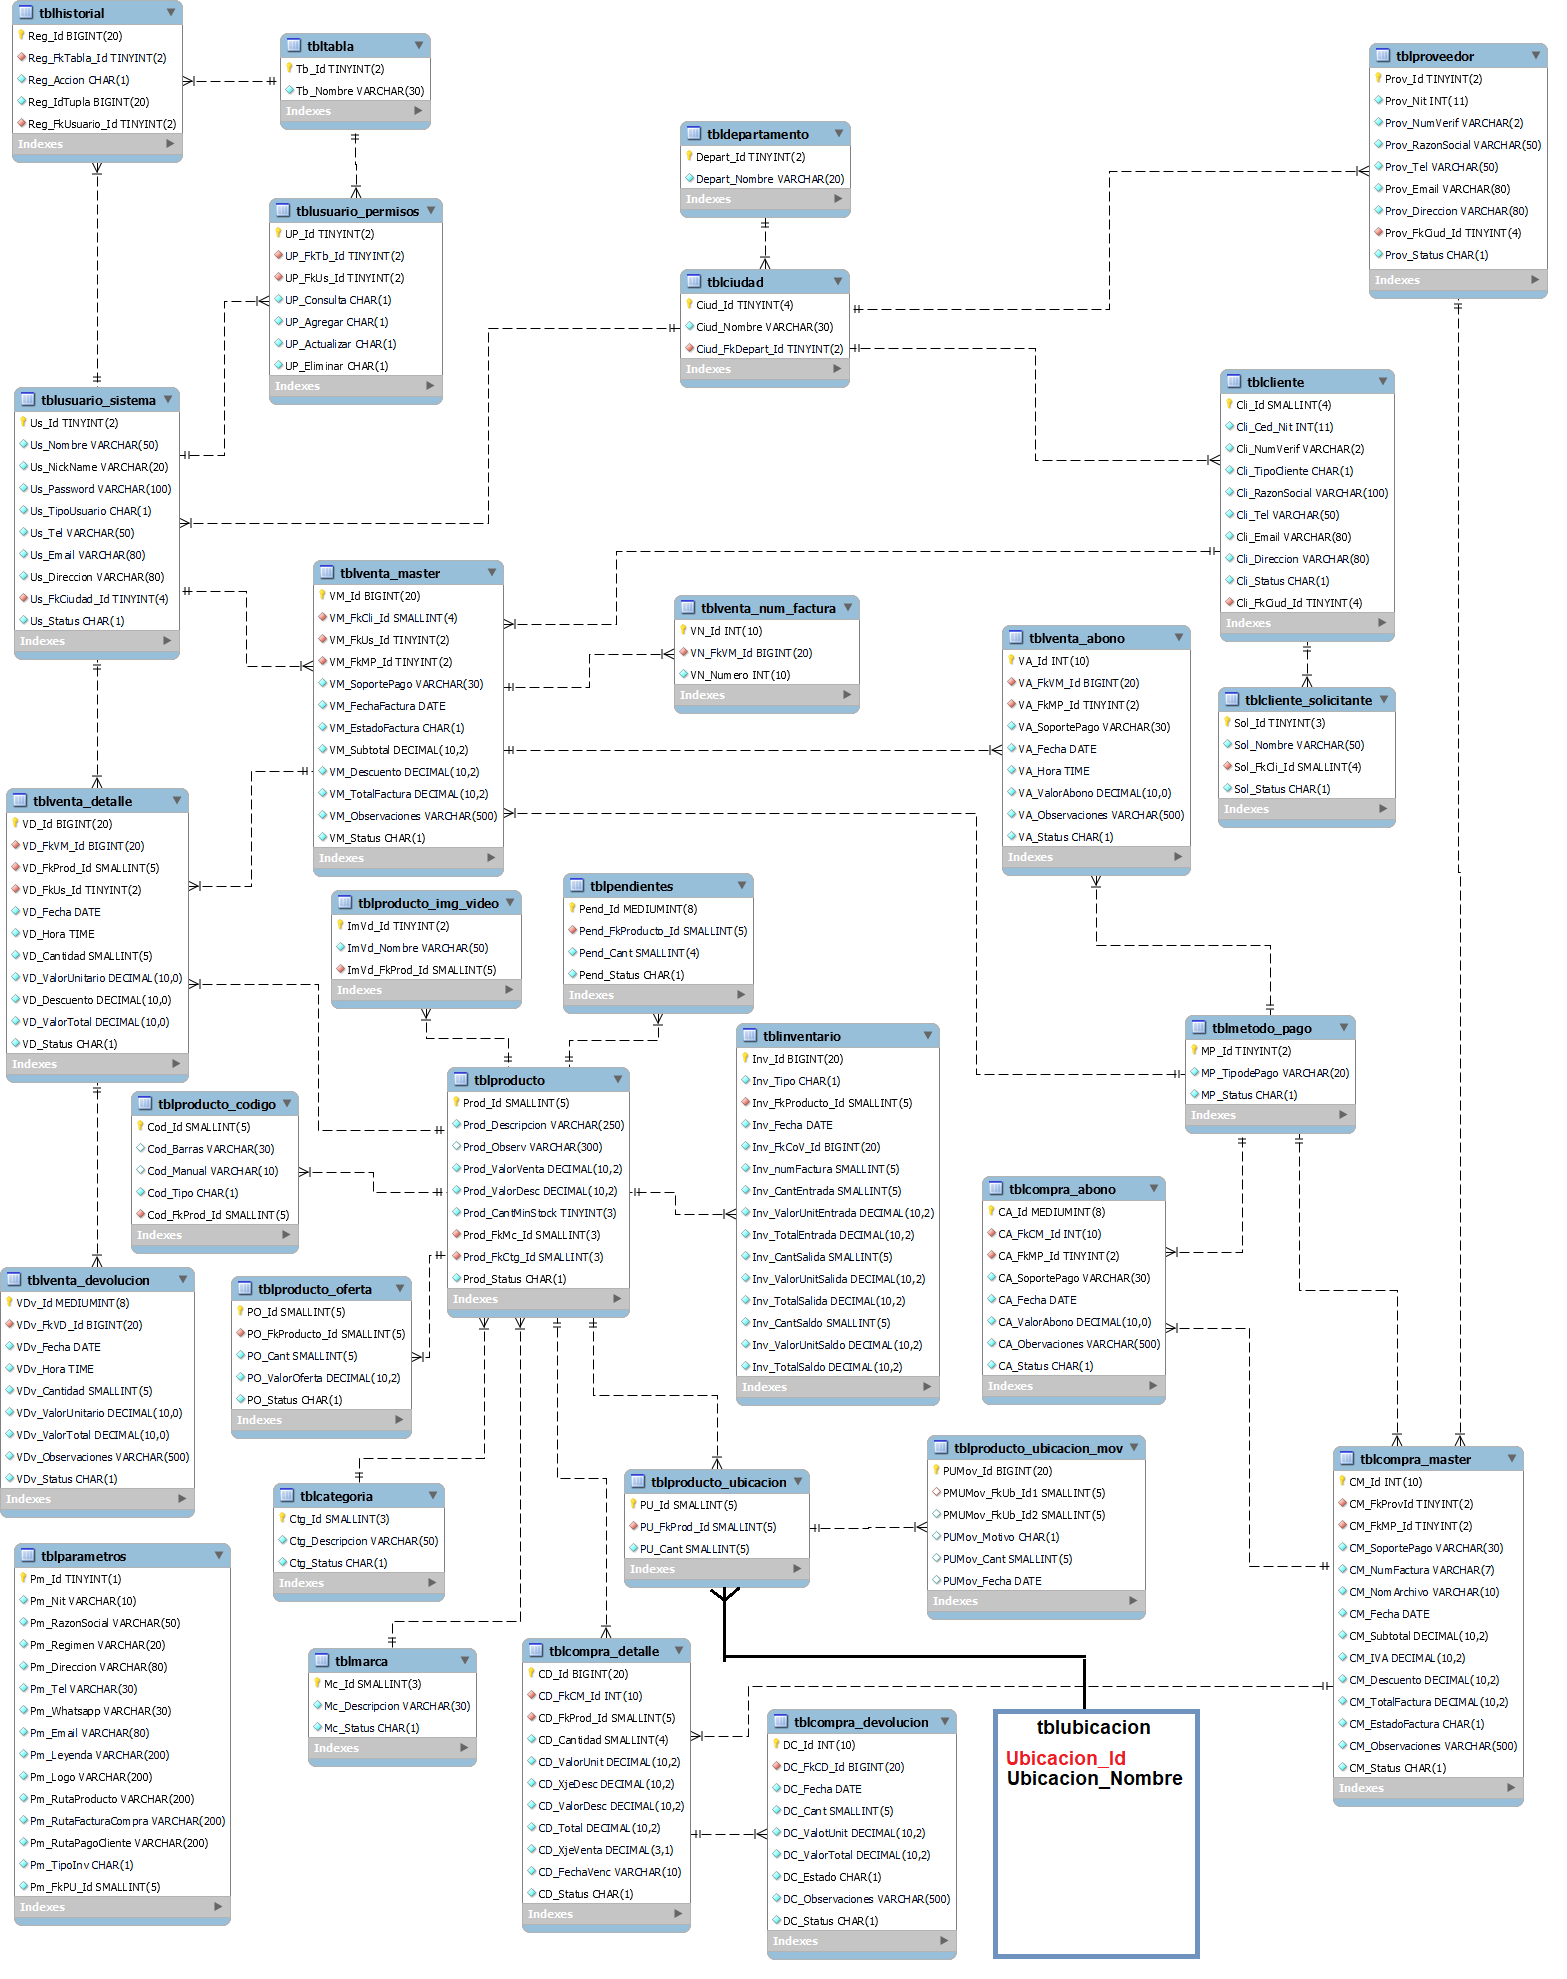 tblhistorial
Reg_Id BIGINT(20)
Reg_FkTabla_Id TINYINT(2)
Reg_Accion CHAR(1)
Reg_IdTupla BIGINT(20)
Reg_FkUsuario_Id TINYINT(2)
Indexes
tbltabla
Tb_Id TINYINT(2)
Tb_Nombre VARCHAR(30)
Indexes
tblusuario_permisos
UP_Id TINYINT(2)
UP_FkTb_Id TINYINT(2)
UP_FkUs_Id TINYINT(2)
UP_Consulta CHAR(1)
UP_Agregar CHAR(1)
UP_Actualizar CHAR(1)
UP_Eliminar CHAR(1)
Indexes
tbldepartamento
Depart_Id TINYINT(2)
Depart_Nombre VARCHAR(20)
Indexes
tblciudad
Ciud_Id TINYINT(4)
Ciud_Nombre VARCHAR(30)
Ciud_FkDepart_Id TINYINT(2)
Indexes
tblproveedor
Prov_Id TINYINT(2)
Prov_Nit INT(11)
Prov_NumVerif VARCHAR(2)
Prov_RazonSocial VARCHAR(50)
Prov_Tel VARCHAR(50)
Prov_Email VARCHAR(80)
Prov_Direccion VARCHAR(80)
Prov_FkCiud_Id TINYINT(4)
Prov_Status CHAR(1)
Indexes
tblusuario_sistema
Us_Id TINYINT(2)
Us_Nombre VARCHAR(50)
Us_NickName VARCHAR(20)
Us_Password VARCHAR(100)
Us_TipoUsuario CHAR(1)
Us_Tel VARCHAR(50)
Us_Email VARCHAR(80)
Us_Direccion VARCHAR(80)
Us_FkCiudad_Id TINYINT(4)
Us_Status CHAR(1)
Indexes
tblcliente
Cli_Id SMALLINT(4)
Cli_Ced_Nit INT(11)
Cli_NumVerif VARCHAR(2)
Cli_TipoCliente CHAR(1)
Cli_RazonSocial VARCHAR(100)
Cli_Tel VARCHAR(50)
Cli_Email VARCHAR(80)
Cli_Direccion VARCHAR(80)
Cli_Status CHAR(1)
Cli_FkCiud_Id TINYINT(4)
Indexes
tblventa_master
VM_Id BIGINT(20)
VM_FkCli_Id SMALLINT(4)
VM_FkUs_Id TINYINT(2)
VM_FkMP_Id TINYINT(2)
VM_SoportePago VARCHAR(30)
VM_FechaFactura DATE
VM_EstadoFactura CHAR(1)
VM_Subtotal DECIMAL(10,2)
VM_Descuento DECIMAL(10,2)
VM_TotalFactura DECIMAL(10,2)
VM_Observaciones VARCHAR(500)
VM_Status CHAR(1)
Indexes
tblventa_num_factura
VN_Id INT(10)
VN_FkVM_Id BIGINT(20)
VN_Numero INT(10)
Indexes
tblventa_abono
VA_Id INT(10)
VA_FkVM_Id BIGINT(20)
VA_FkMP_Id TINYINT(2)
VA_SoportePago VARCHAR(30)
VA_Fecha DATE
VA_Hora TIME
VA_ValorAbono DECIMAL(10,0)
VA_Observaciones VARCHAR(500)
VA_Status CHAR(1)
Indexes
tblcliente_solicitante
Sol_Id TINYINT(3)
Sol_Nombre VARCHAR(50)
Sol_FkCli_Id SMALLINT(4)
Sol_Status CHAR(1)
Indexes
tblventa_detalle
VD_Id BIGINT(20)
VD_FkVM_Id BIGINT(20)
VD_FkProd_Id SMALLINT(5)
VD_FkUs_Id TINYINT(2)
VD_Fecha DATE
VD_Hora TIME
VD_Cantidad SMALLINT(5)
VD_ValorUnitario DECIMAL(10,0)
VD_Descuento DECIMAL(10,0)
VD_ValorTotal DECIMAL(10,0)
VD_Status CHAR(1)
Indexes
tblproducto_img_video
ImVd_Id TINYINT(2)
ImVd_Nombre VARCHAR(50)
ImVd_FkProd_Id SMALLINT(5)
Indexes
tblpendientes
Pend_Id MEDIUMINT(8)
Pend_FkProducto_Id SMALLINT(5)
Pend_Cant SMALLINT(4)
Pend_Status CHAR(1)
Indexes
tblmetodo_pago
MP_Id TINYINT(2)
MP_TipodePago VARCHAR(20)
MP_Status CHAR(1)
Indexes
tblinventario
Inv_Id BIGINT(20)
Inv_Tipo CHAR(1)
Inv_FkProducto_Id SMALLINT(5)
Inv_Fecha DATE
Inv_FkCoV_Id BIGINT(20)
Inv_numFactura SMALLINT(5)
Inv_CantEntrada SMALLINT(5)
Inv_ValorUnitEntrada DECIMAL(10,2)
Inv_TotalEntrada DECIMAL(10,2)
Inv_CantSalida SMALLINT(5)
Inv_ValorUnitSalida DECIMAL(10,2)
Inv_TotalSalida DECIMAL(10,2)
Inv_CantSaldo SMALLINT(5)
Inv_ValorUnitSaldo DECIMAL(10,2)
Inv_TotalSaldo DECIMAL(10,2)
Indexes
tblproducto
Prod_Id SMALLINT(5)
Prod_Descripcion VARCHAR(250)
Prod_Observ VARCHAR(300)
Prod_ValorVenta DECIMAL(10,2)
Prod_ValorDesc DECIMAL(10,2)
Prod_CantMinStock TINYINT(3)
Prod_FkMc_Id SMALLINT(3)
Prod_FkCtg_Id SMALLINT(3)
Prod_Status CHAR(1)
Indexes
tblproducto_codigo
Cod_Id SMALLINT(5)
Cod_Barras VARCHAR(30)
Cod_Manual VARCHAR(10)
Cod_Tipo CHAR(1)
Cod_FkProd_Id SMALLINT(5)
Indexes
tblcompra_abono
CA_Id MEDIUMINT(8)
CA_FkCM_Id INT(10)
CA_FkMP_Id TINYINT(2)
CA_SoportePago VARCHAR(30)
CA_Fecha DATE
CA_ValorAbono DECIMAL(10,0)
CA_Obervaciones VARCHAR(500)
CA_Status CHAR(1)
Indexes
tblventa_devolucion
VDv_Id MEDIUMINT(8)
VDv_FkVD_Id BIGINT(20)
VDv_Fecha DATE
VDv_Hora TIME
VDv_Cantidad SMALLINT(5)
VDv_ValorUnitario DECIMAL(10,0)
VDv_ValorTotal DECIMAL(10,0)
VDv_Observaciones VARCHAR(500)
VDv_Status CHAR(1)
Indexes
tblproducto_oferta
PO_Id SMALLINT(5)
PO_FkProducto_Id SMALLINT(5)
PO_Cant SMALLINT(5)
PO_ValorOferta DECIMAL(10,2)
PO_Status CHAR(1)
Indexes
tblcategoria
Ctg_Id SMALLINT(3)
Ctg_Descripcion VARCHAR(50)
Ctg_Status CHAR(1)
Indexes
tblproducto_ubicacion
PU_Id SMALLINT(5)
PU_FkProd_Id SMALLINT(5)
PU_Cant SMALLINT(5)
Indexes
tblproducto_ubicacion_mov
PUMov_Id BIGINT(20)
PMUMov_FkUb_Id1 SMALLINT(5)
PMUMov_FkUb_Id2 SMALLINT(5)
PUMov_Motivo CHAR(1)
PUMov_Cant SMALLINT(5)
PUMov_Fecha DATE
Indexes
tblcompra_master
CM_Id INT(10)
CM_FkProvId TINYINT(2)
CM_FkMP_Id TINYINT(2)
CM_SoportePago VARCHAR(30)
CM_NumFactura VARCHAR(7)
CM_NomArchivo VARCHAR(10)
CM_Fecha DATE
CM_Subtotal DECIMAL(10,2)
CM_IVA DECIMAL(10,2)
CM_Descuento DECIMAL(10,2)
CM_TotalFactura DECIMAL(10,2)
CM_EstadoFactura CHAR(1)
CM_Observaciones VARCHAR(500)
CM_Status CHAR(1)
Indexes
tblparametros
Pm_Id TINYINT(1)
Pm_Nit VARCHAR(10)
Pm_RazonSocial VARCHAR(50)
Pm_Regimen VARCHAR(20)
Pm_Direccion VARCHAR(80)
Pm_Tel VARCHAR(30)
Pm_Whatsapp VARCHAR(30)
Pm_Email VARCHAR(80)
Pm_Leyenda VARCHAR(200)
Pm_Logo VARCHAR(200)
Pm_RutaProducto VARCHAR(200)
Pm_RutaFacturaCompra VARCHAR(200)
Pm_RutaPagoCliente VARCHAR(200)
Pm_TipoInv CHAR(1)
Pm_FkPU_Id SMALLINT(5)
Indexes
tblmarca
Mc_Id SMALLINT(3)
Mc_Descripcion VARCHAR(30)
Mc_Status CHAR(1)
Indexes
tblcompra_detalle
CD_Id BIGINT(20)
CD_FkCM_Id INT(10)
CD_FkProd_Id SMALLINT(5)
CD_Cantidad SMALLINT(4)
CD_ValorUnit DECIMAL(10,2)
CD_XjeDesc DECIMAL(10,2)
CD_ValorDesc DECIMAL(10,2)
CD_Total DECIMAL(10,2)
CD_XjeVenta DECIMAL(3,1)
CD_FechaVenc VARCHAR(10)
CD_Status CHAR(1)
Indexes
tblcompra_devolucion
DC_Id INT(10)
DC_FkCD_Id BIGINT(20)
DC_Fecha DATE
DC_Cant SMALLINT(5)
DC_ValotUnit DECIMAL(10,2)
DC_ValorTotal DECIMAL(10,2)
DC_Estado CHAR(1)
DC_Observaciones VARCHAR(500)
DC_Status CHAR(1)
Indexes
tblubicacion
Ubicacion_Id
Ubicacion_Nombre